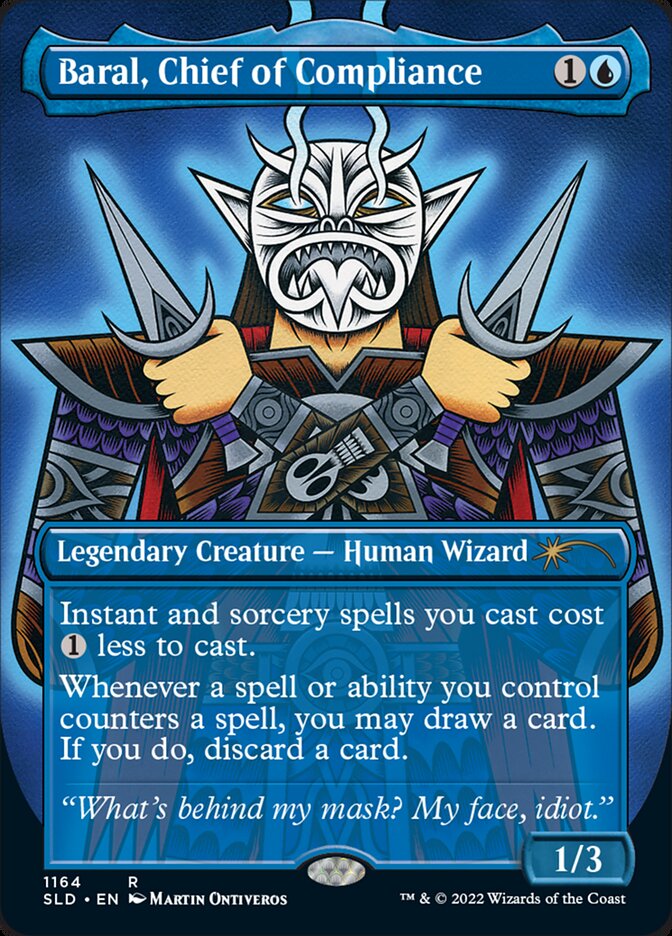 Baral, Chief of Compliance 1
Legendary Creature — Human Wizard
Instant and sorcery spells you cast cost
1 less to cast.
Whenever a spell or ability you control
counters a spell, you may draw a card.
If you do, discard a card.
“What’s behind my mask? My face, idiot.”
1/3
1164 R
SLD • EN Martin Ontiveros
™ & © 2022 Wizards of the Coast